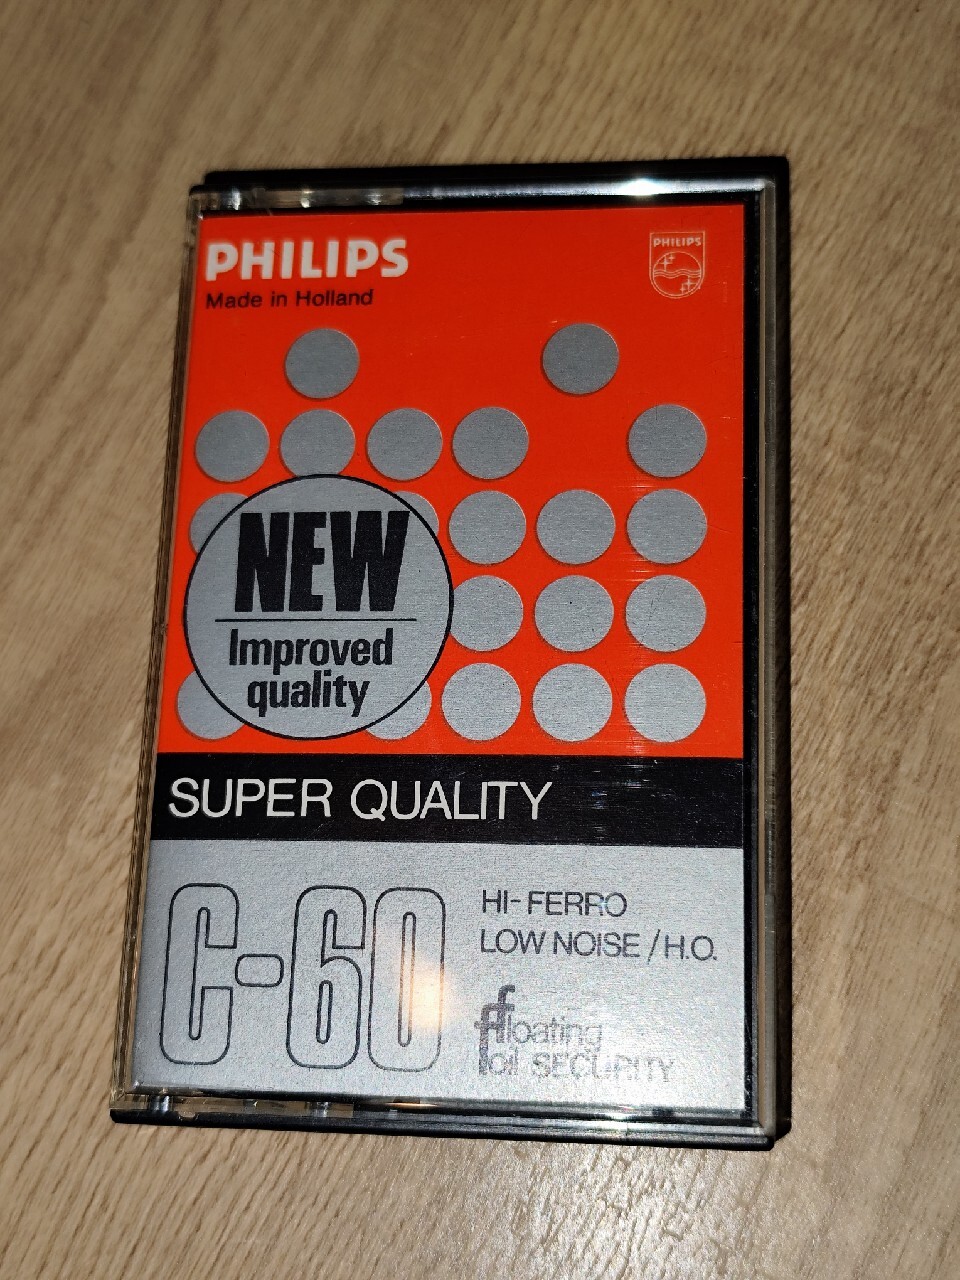 PHILIPS
Made in Holland
PHILIPS
NEW
Improved
quality
SUPER QUALITY
C-60
HI-FERRO
LOW NOISE/H.O.
floating
foil SECURITY